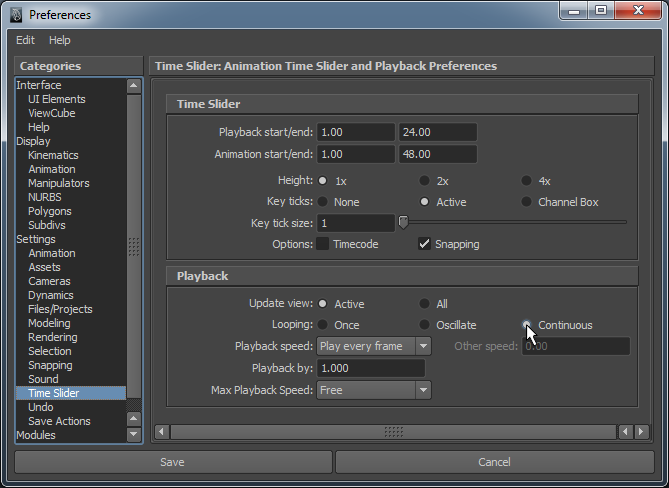 Preferences
Edit Help
Categories
Interface
UI Elements
ViewCube
Help
Display
Kinematics
Animation
Manipulators
NURBS
Polygons
Subdivs
Settings
Animation
Assets
Cameras
Dynamics
Files/Projects
Modeling
Rendering
Selection
Snapping
Sound
Time Slider
Undo
Save Actions
Modules
Time Slider: Animation Time Slider and Playback Preferences
Time Slider
Playback start/end: 1.00 24.00
Animation start/end: 1.00 48.00
Height: 1x 2x 4x
Key ticks: None Active Channel Box
Key tick size: 1
Options: Timecode Snapping
Playback
Update view: Active All
Looping: Once Oscillate Continuous
Playback speed: Play every frame Other speed: 0.00
Playback by: 1.000
Max Playback Speed: Free
Save Cancel